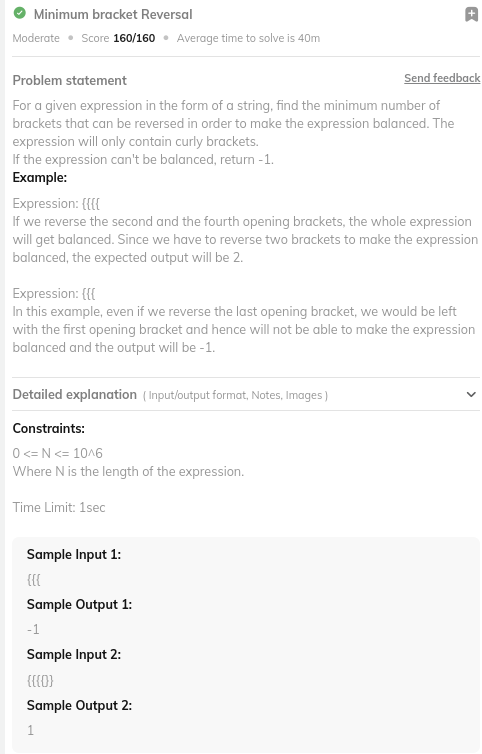 Minimum bracket Reversal
Moderate • Score 160/160 • Average time to solve is 40m
Problem statement
Send feedback
For a given expression in the form of a string, find the minimum number of
brackets that can be reversed in order to make the expression balanced. The
expression will only contain curly brackets.
If the expression can't be balanced, return -1.
Example:
Expression: {{{{
If we reverse the second and the fourth opening brackets, the whole expression
will get balanced. Since we have to reverse two brackets to make the expression
balanced, the expected output will be 2.
Expression: {{{
In this example, even if we reverse the last opening bracket, we would be left
with the first opening bracket and hence will not be able to make the expression
balanced and the output will be -1.
Detailed explanation ( Input/output format, Notes, Images )
Constraints:
0 <= N <= 10^6
Where N is the length of the expression.
Time Limit: 1sec
Sample Input 1:
{{{
Sample Output 1:
-1
Sample Input 2:
{{{{}}
Sample Output 2:
1